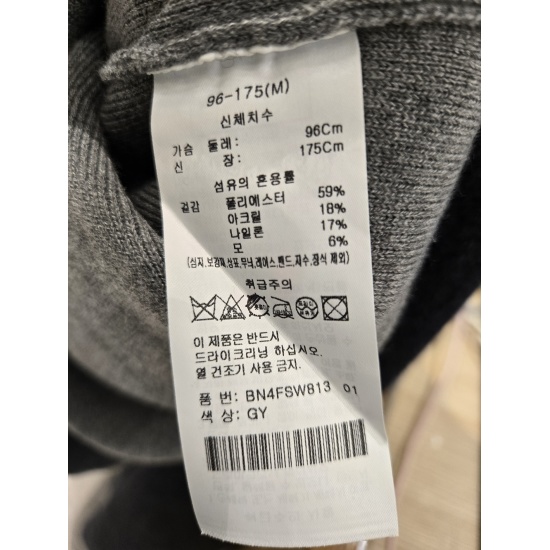 96-175(M)
신체치수
가슴 둘레: 96Cm
신 장: 175Cm
섬유의 혼용률
겉감 폴리에스터 59%
아크릴 18%
나일론 17%
모 6%
(심지,보강재,상표,무늬,레이스,밴드,자수,장식 제외)
취급주의
이 제품은 반드시
드라이크리닝 하십시오.
열 건조기 사용 금지.
품 번: BN4FSW813 01
색 상: GY